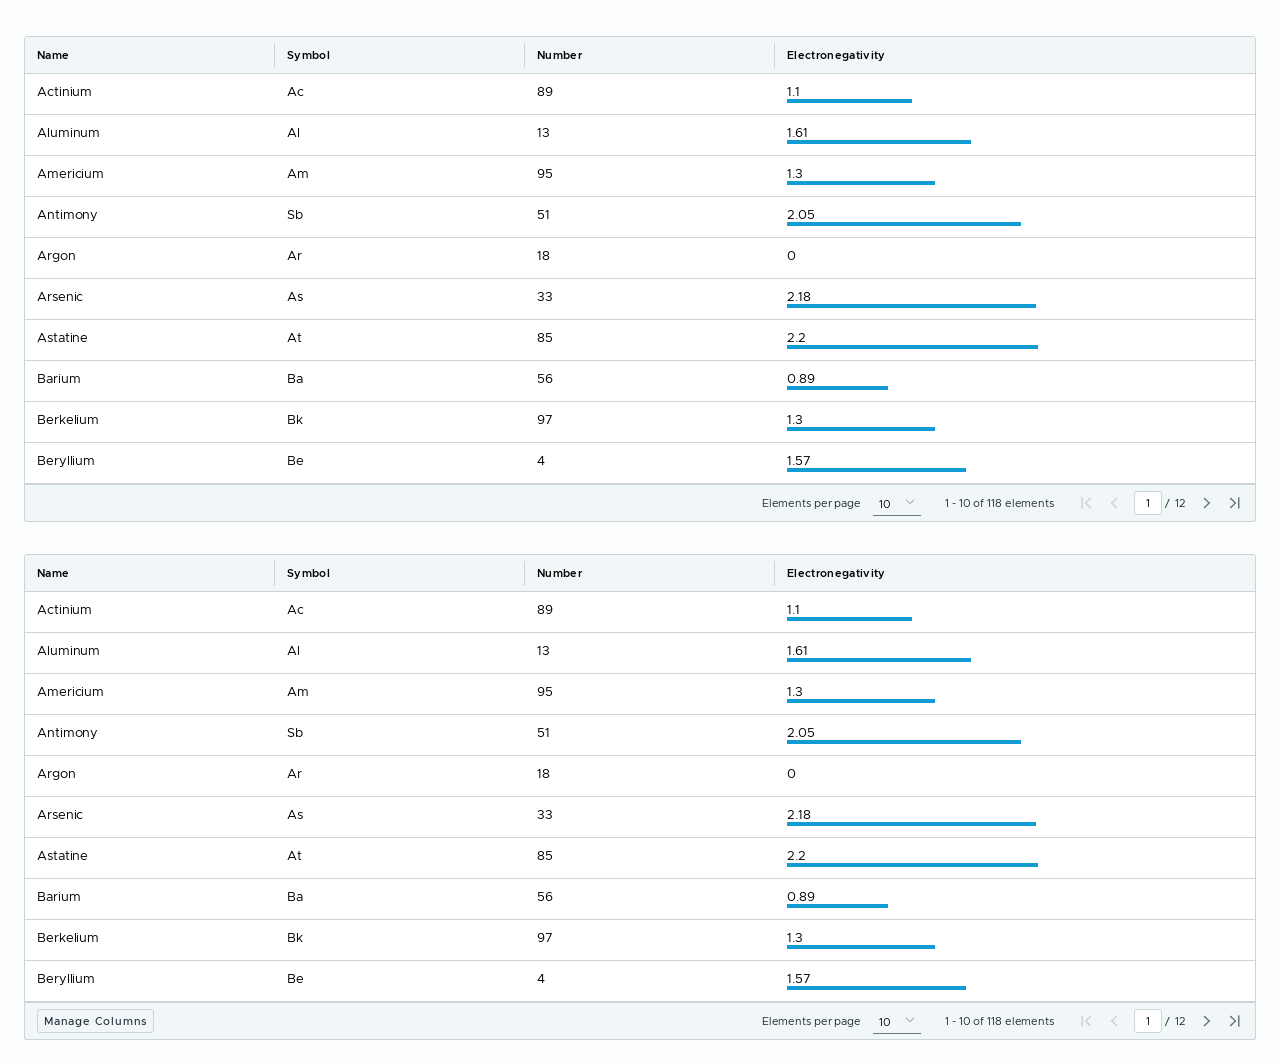 Name Symbol Number Electronegativity
Actinium Ac 89 1.1
Aluminum Al 13 1.61
Americium Am 95 1.3
Antimony Sb 51 2.05
Argon Ar 18 0
Arsenic As 33 2.18
Astatine At 85 2.2
Barium Ba 56 0.89
Berkelium Bk 97 1.3
Beryllium Be 4 1.57
Elements per page 10 1 - 10 of 118 elements 1 / 12
Name Symbol Number Electronegativity
Actinium Ac 89 1.1
Aluminum Al 13 1.61
Americium Am 95 1.3
Antimony Sb 51 2.05
Argon Ar 18 0
Arsenic As 33 2.18
Astatine At 85 2.2
Barium Ba 56 0.89
Berkelium Bk 97 1.3
Beryllium Be 4 1.57
Manage Columns Elements per page 10 1 - 10 of 118 elements 1 / 12